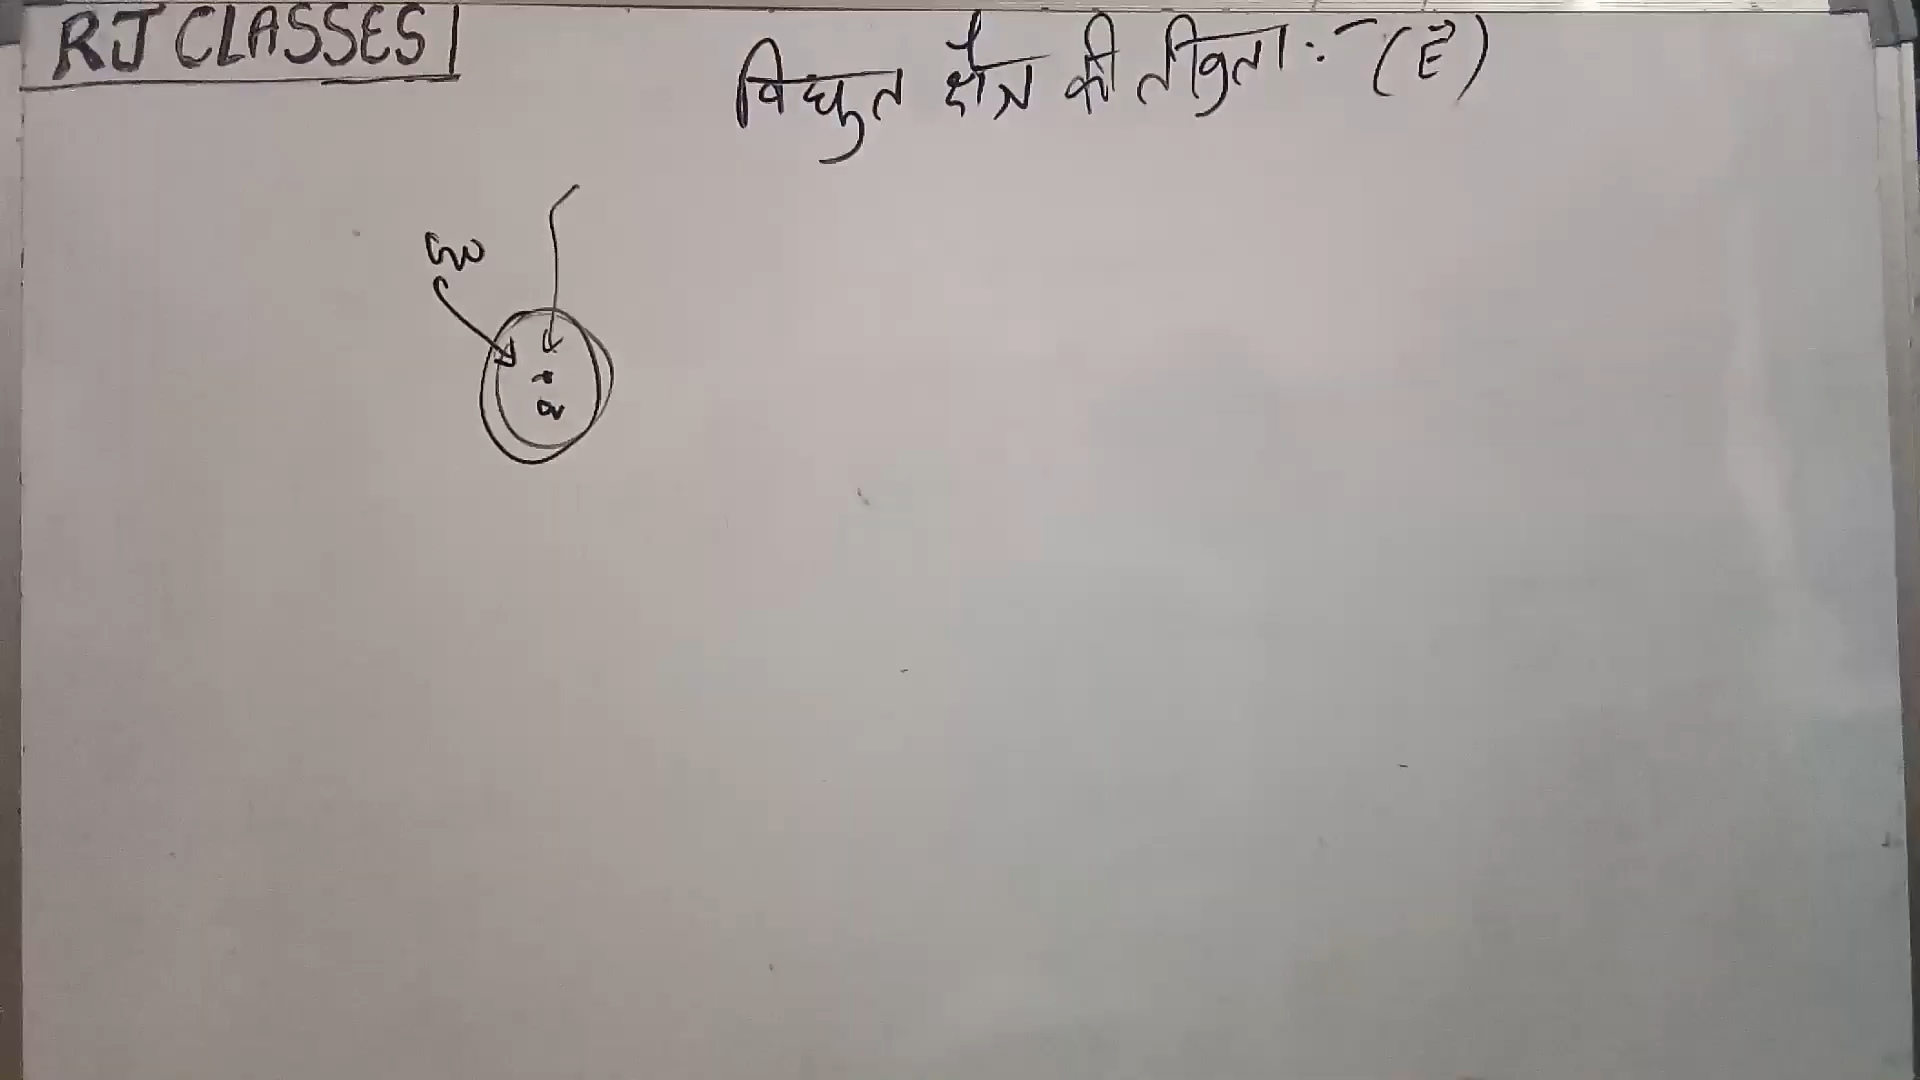 RJ CLASSES
विद्युत क्षेत्र की तीव्रता :- (E⃗)